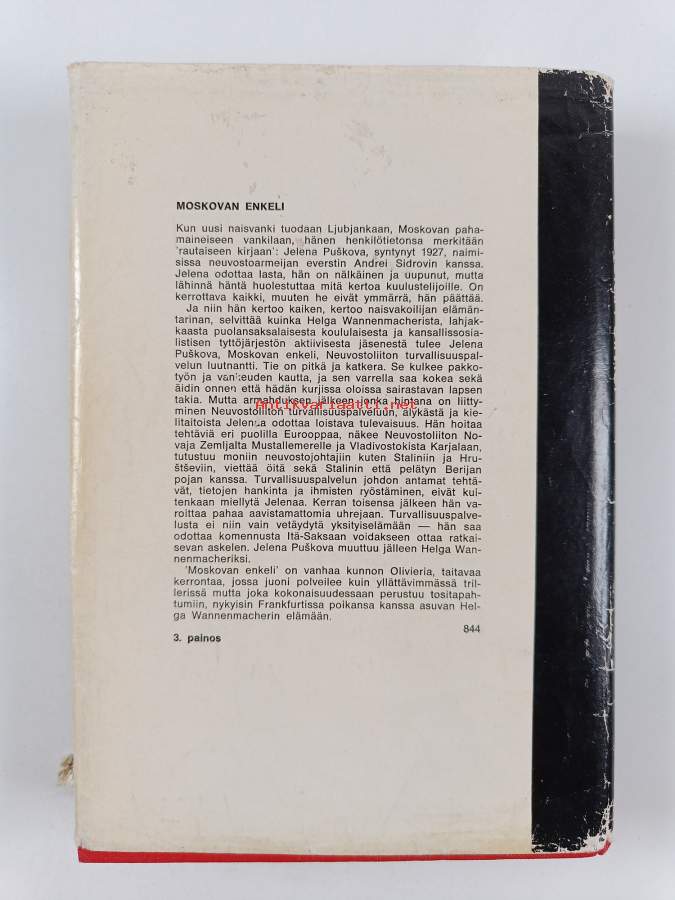 MOSKOVAN ENKELI
Kun uusi naisvanki tuodaan Ljubjankaan, Moskovan paha-
maineiseen vankilaan, hänen henkilötietonsa merkitään
'rautaiseen kirjaan': Jelena Puškova, syntynyt 1927, naimi-
sissa neuvostoarmeijan everstin Andrei Sidrovin kanssa.
Jelena odottaa lasta, hän on nälkäinen ja uupunut, mutta
lähinnä häntä huolestuttaa mitä kertoa kuulustelijoille. On
kerrottava kaikki, muuten he eivät ymmärrä, hän päättää.
Ja niin hän kertoo kaiken, kertoo naisvakoilijan elämän-
tarinan, selvittää kuinka Helga Wannenmacherista, lahjak-
kaasta puolansaksalaisesta koululaisesta ja kansallissosia-
listisen tyttöjärjestön aktiivisesta jäsenestä tulee Jelena
Puškova, Moskovan enkeli, Neuvostoliiton turvallisuuspal-
velun luutnantti. Tie on pitkä ja katkera. Se kulkee pakko-
työn ja vankeuden kautta, ja sen varrella saa kokea sekä
äidin onnen että hädän kurjissa oloissa sairastavan lapsen
takia. Mutta armahduksen jälkeen jonka hintana on liitty-
minen Neuvostoliiton turvallisuuspalveluun, älykästä ja kie-
litaitoista Jelenaa odottaa loistava tulevaisuus. Hän hoitaa
tehtäviä eri puolilla Eurooppaa, näkee Neuvostoliiton No-
vaja Zemljalta Mustallemerelle ja Vladivostokista Karjalaan,
tutustuu moniin neuvostojohtajiin kuten Staliniin ja Hru-
štševiin, viettää öitä sekä Stalinin että pelätyn Berijan
pojan kanssa. Turvallisuuspalvelun johdon antamat tehtä-
vät, tietojen hankinta ja ihmisten ryöstäminen, eivät kui-
tenkaan miellytä Jelenaa. Kerran toisensa jälkeen hän va-
roittaa pahaa aavistamattomia uhrejaan. Turvallisuuspalve-
lusta ei niin vain vetäydytä yksityiselämään — hän saa
odottaa komennusta Itä-Saksaan voidakseen ottaa ratkai-
sevan askelen. Jelena Puškova muuttuu jälleen Helga Wan-
nenmacheriksi.
'Moskovan enkeli' on vanhaa kunnon Olivieria, taitavaa
kerrontaa, jossa juoni polveilee kuin yllättävimmässä tril-
lerissä mutta joka kokonaisuudessaan perustuu tositapah-
tumiin, nykyisin Frankfurtissa poikansa kanssa asuvan Hel-
ga Wannenmacherin elämään.
844
3. painos
Antikvariaatti.net